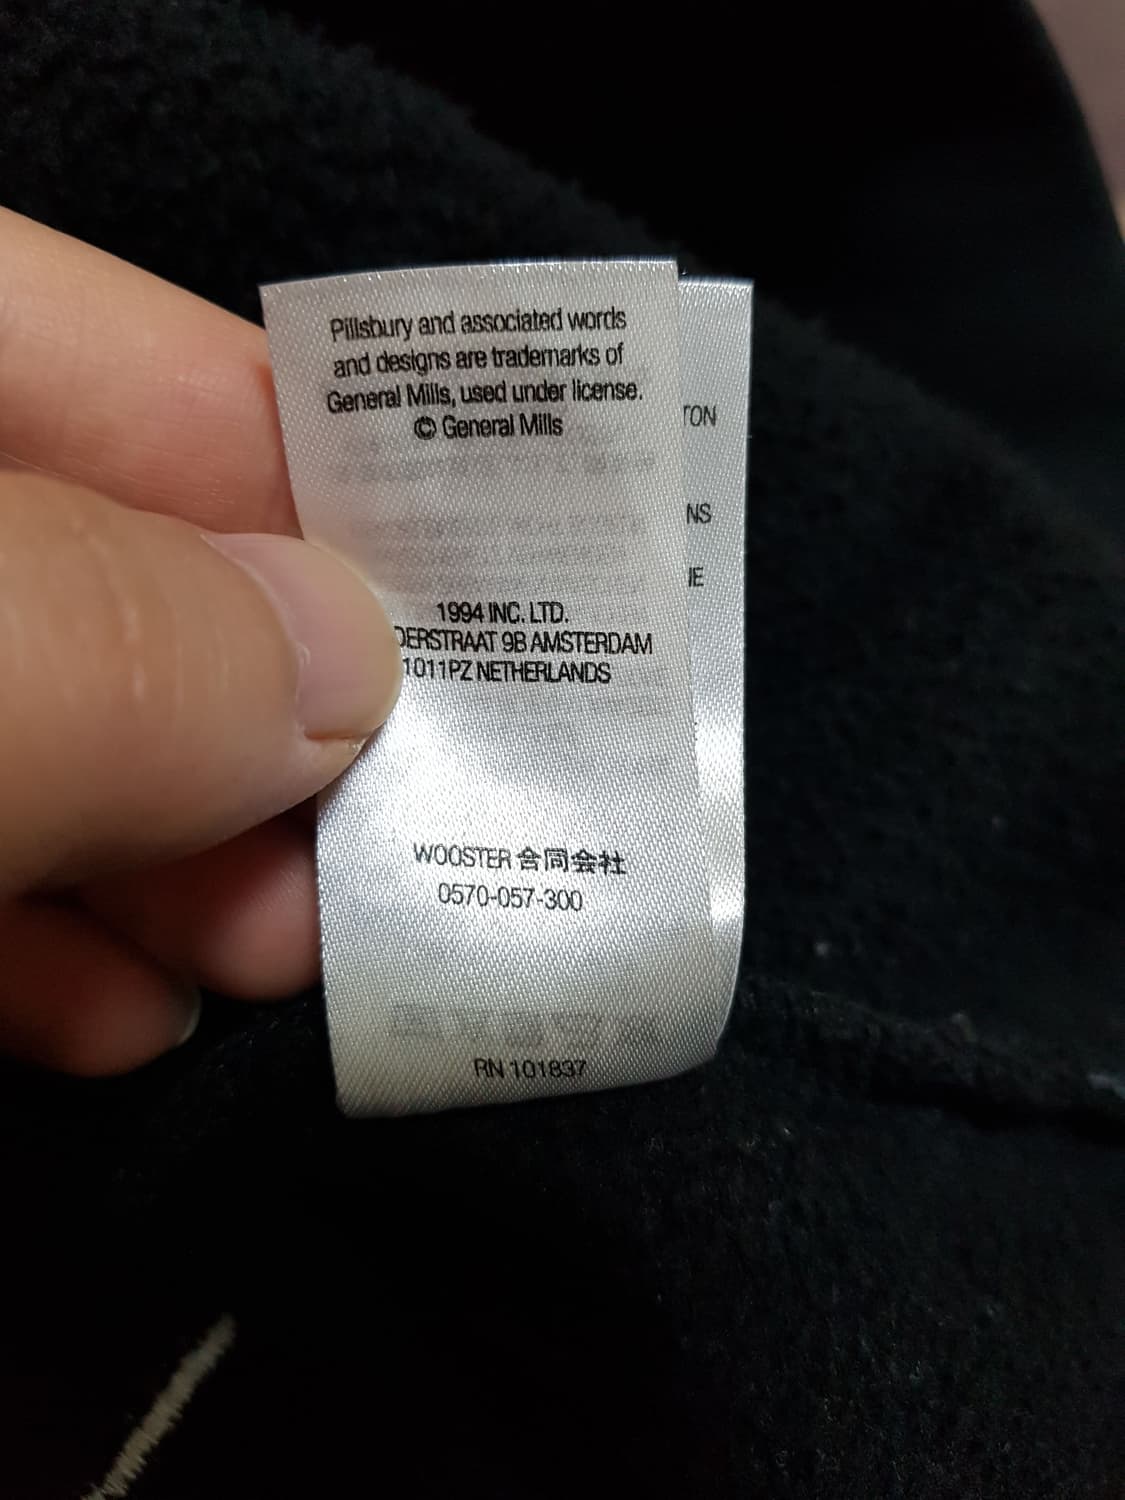 Pillsbury and associated words
and designs are trademarks of
General Mills, used under license.
© General Mills
1994 INC. LTD.
DERSTRAAT 9B AMSTERDAM
1011PZ NETHERLANDS
WOOSTER 合同会社
0570-057-300
RN 101837
TON
NS
IE